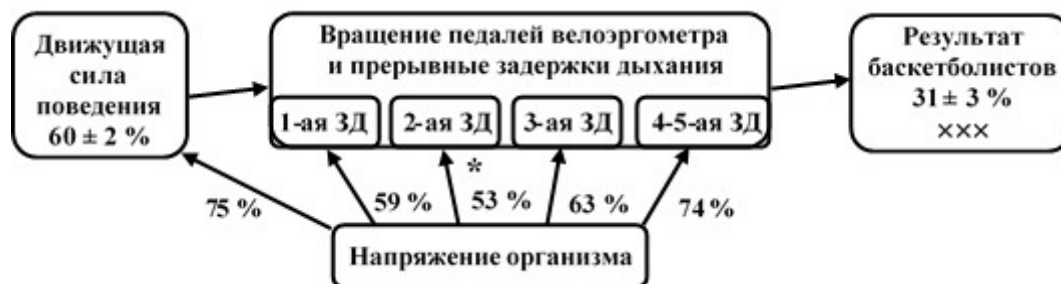 Движущая
сила
поведения
60 ± 2 %
Вращение педалей велоэргометра
и прерывные задержки дыхания
1-ая ЗД
2-ая ЗД
3-ая ЗД
4-5-ая ЗД
Результат
баскетболистов
31 ± 3 %
×××
*
75 %
59 %
53 %
63 %
74 %
Напряжение организма